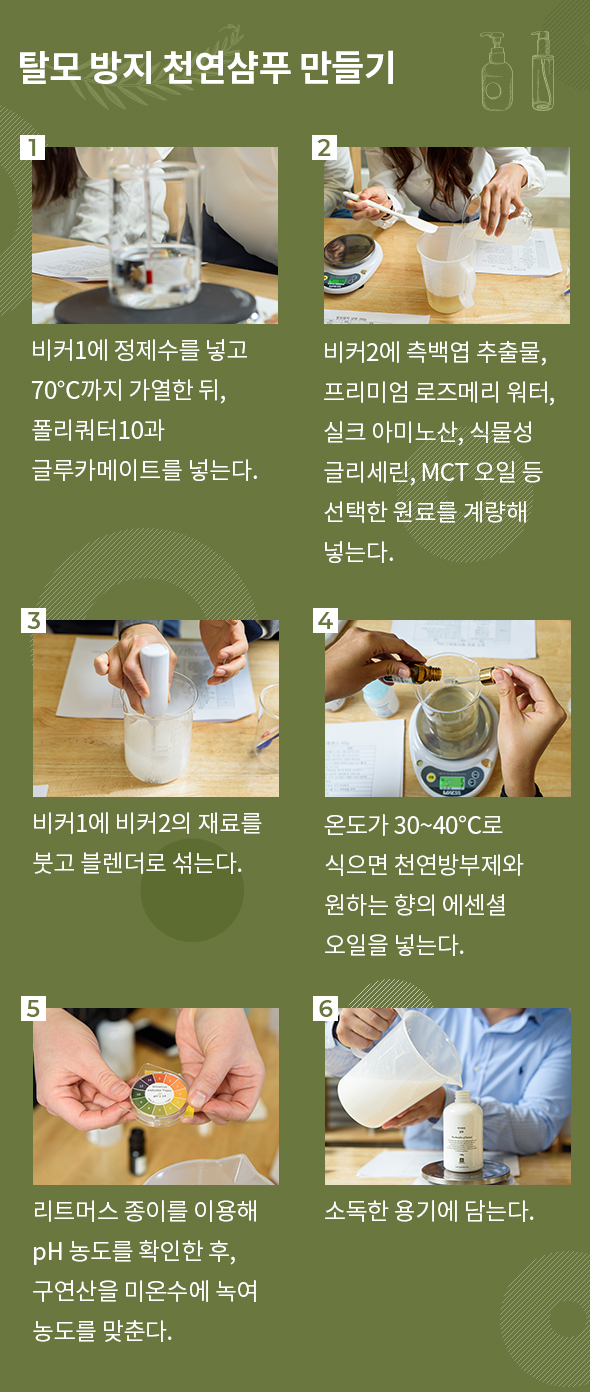 탈모 방지 천연샴푸 만들기
1
비커1에 정제수를 넣고
70℃까지 가열한 뒤,
폴리쿼터10과
글루카메이트를 넣는다.
2
비커2에 측백엽 추출물,
프리미엄 로즈메리 워터,
실크 아미노산, 식물성
글리세린, MCT 오일 등
선택한 원료를 계량해
넣는다.
3
비커1에 비커2의 재료를
붓고 블렌더로 섞는다.
4
온도가 30~40℃로
식으면 천연방부제와
원하는 향의 에센셜
오일을 넣는다.
5
리트머스 종이를 이용해
pH 농도를 확인한 후,
구연산을 미온수에 녹여
농도를 맞춘다.
6
소독한 용기에 담는다.